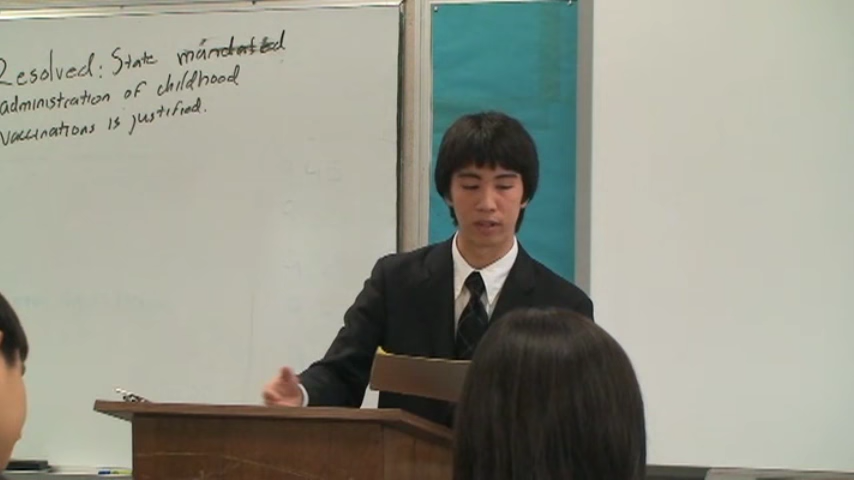 Resolved: State mandated
administration of childhood
vaccinations is justified.